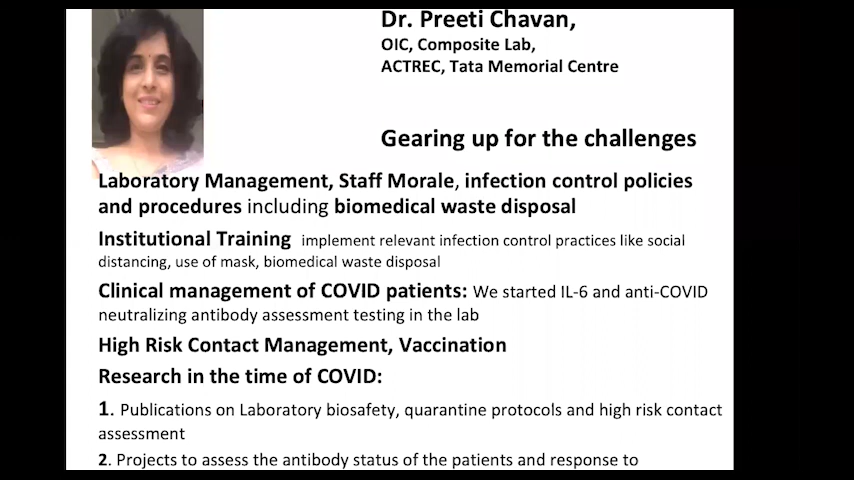 Dr. Preeti Chavan,
OIC, Composite Lab,
ACTREC, Tata Memorial Centre
Gearing up for the challenges
Laboratory Management, Staff Morale, infection control policies
and procedures including biomedical waste disposal
Institutional Training implement relevant infection control practices like social
distancing, use of mask, biomedical waste disposal
Clinical management of COVID patients: We started IL-6 and anti-COVID
neutralizing antibody assessment testing in the lab
High Risk Contact Management, Vaccination
Research in the time of COVID:
1. Publications on Laboratory biosafety, quarantine protocols and high risk contact
assessment
2. Projects to assess the antibody status of the patients and response to